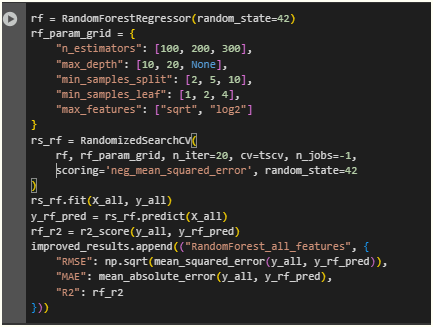 rf = RandomForestRegressor(random_state=42)
rf_param_grid = {
    "n_estimators": [100, 200, 300],
    "max_depth": [10, 20, None],
    "min_samples_split": [2, 5, 10],
    "min_samples_leaf": [1, 2, 4],
    "max_features": ["sqrt", "log2"]
}
rs_rf = RandomizedSearchCV(
    rf, rf_param_grid, n_iter=20, cv=tscv, n_jobs=-1,
    scoring='neg_mean_squared_error', random_state=42
)
rs_rf.fit(X_all, y_all)
y_rf_pred = rs_rf.predict(X_all)
rf_r2 = r2_score(y_all, y_rf_pred)
improved_results.append(("RandomForest_all_features", {
    "RMSE": np.sqrt(mean_squared_error(y_all, y_rf_pred)),
    "MAE": mean_absolute_error(y_all, y_rf_pred),
    "R2": rf_r2
}))